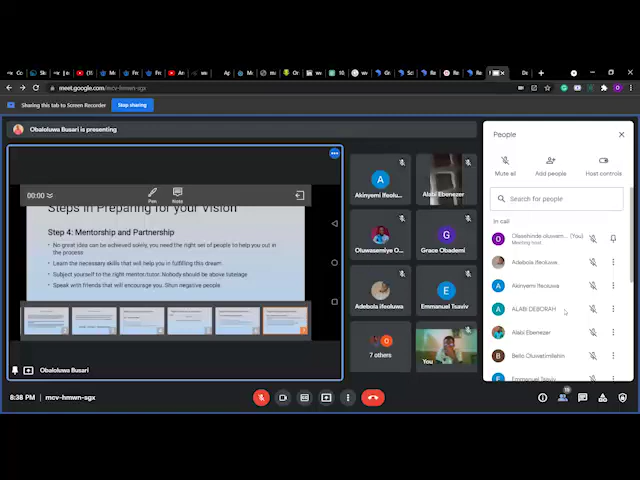 meet.google.com/mcv-hmwn-sgx
Sharing this tab to Screen Recorder
Stop sharing
Obaloluwa Busari is presenting
00:00
Pen
Note
Steps in Preparing for your Vision
Step 4: Mentorship and Partnership
No great idea can be achieved solely, you need the right set of people to help you out in
the process
Learn the necessary skills that will help you in fulfilling this dream
Subject yourself to the right mentor/tutor. Nobody should be above tutelage
Speak with friends that will encourage you. Shun negative people
Obaloluwa Busari
Akinyemi Ifeolu...
Alabi Ebenezer
Oluwasemiye O...
Grace Obademi
Adebola Ifeoluwa
Emmanuel Tsaviv
7 others
You
People
Mute all
Add people
Host controls
Search for people
In call
Olasehinde oluwem... (You)
Meeting host
Adebola Ifeoluwa
Akinyemi Ifeoluwa
ALABI DEBORAH
Alabi Ebenezer
Bello Oluwatimilehin
Emmanuel Tsaviv
8:38 PM | mcv-hmwn-sgx